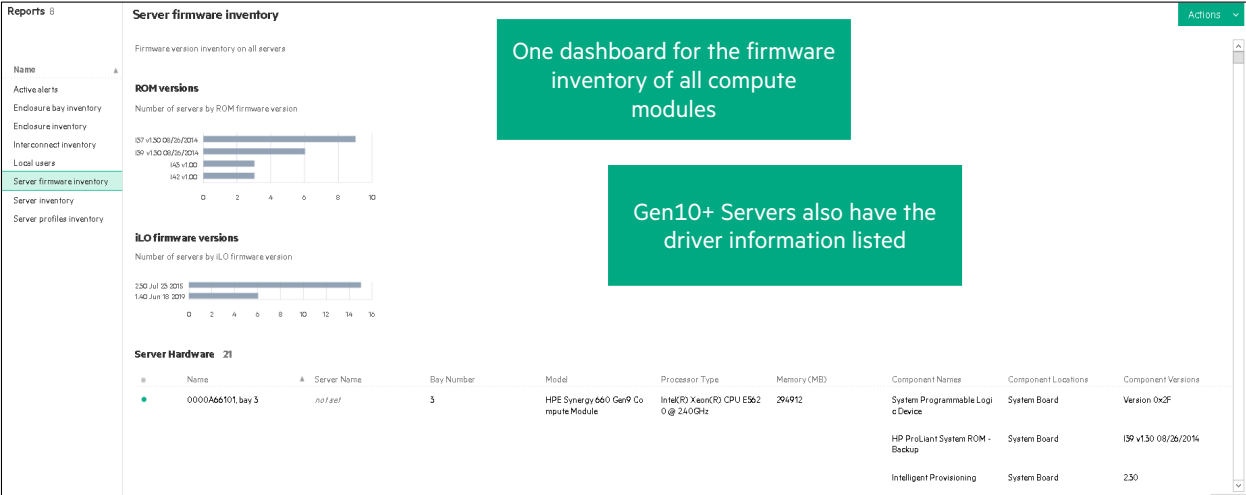 Reports 8
Name
Active alerts
Enclosure bay inventory
Enclosure inventory
Interconnect inventory
Local users
Server firmware inventory
Server inventory
Server profiles inventory
Server firmware inventory
Actions
Firmware version inventory on all servers
One dashboard for the firmware
inventory of all compute
modules
Gen10+ Servers also have the
driver information listed
ROM versions
Number of servers by ROM firmware version
I37 v1.30 08/26/2014
I39 v1.30 08/26/2014
I43 v1.00
I42 v1.00
0 2 4 6 8 10
iLO firmware versions
Number of servers by iLO firmware version
2.30 Jul 23 2015
1.40 Jun 18 2019
0 2 4 6 8 10 12 14 16
Server Hardware 21
Name Server Name Bay Number Model Processor Type Memory (MB) Component Names Component Locations Component Versions
0000A66101, bay 3 not set 3 HPE Synergy 660 Gen9 Co Intel(R) Xeon(R) CPU E562 294912 System Programmable Logi System Board Version 0x2F
mpute Module 0 @ 2.40GHz c Device
HP ProLiant System ROM - System Board I39 v1.30 08/26/2014
Backup
Intelligent Provisioning System Board 2.30